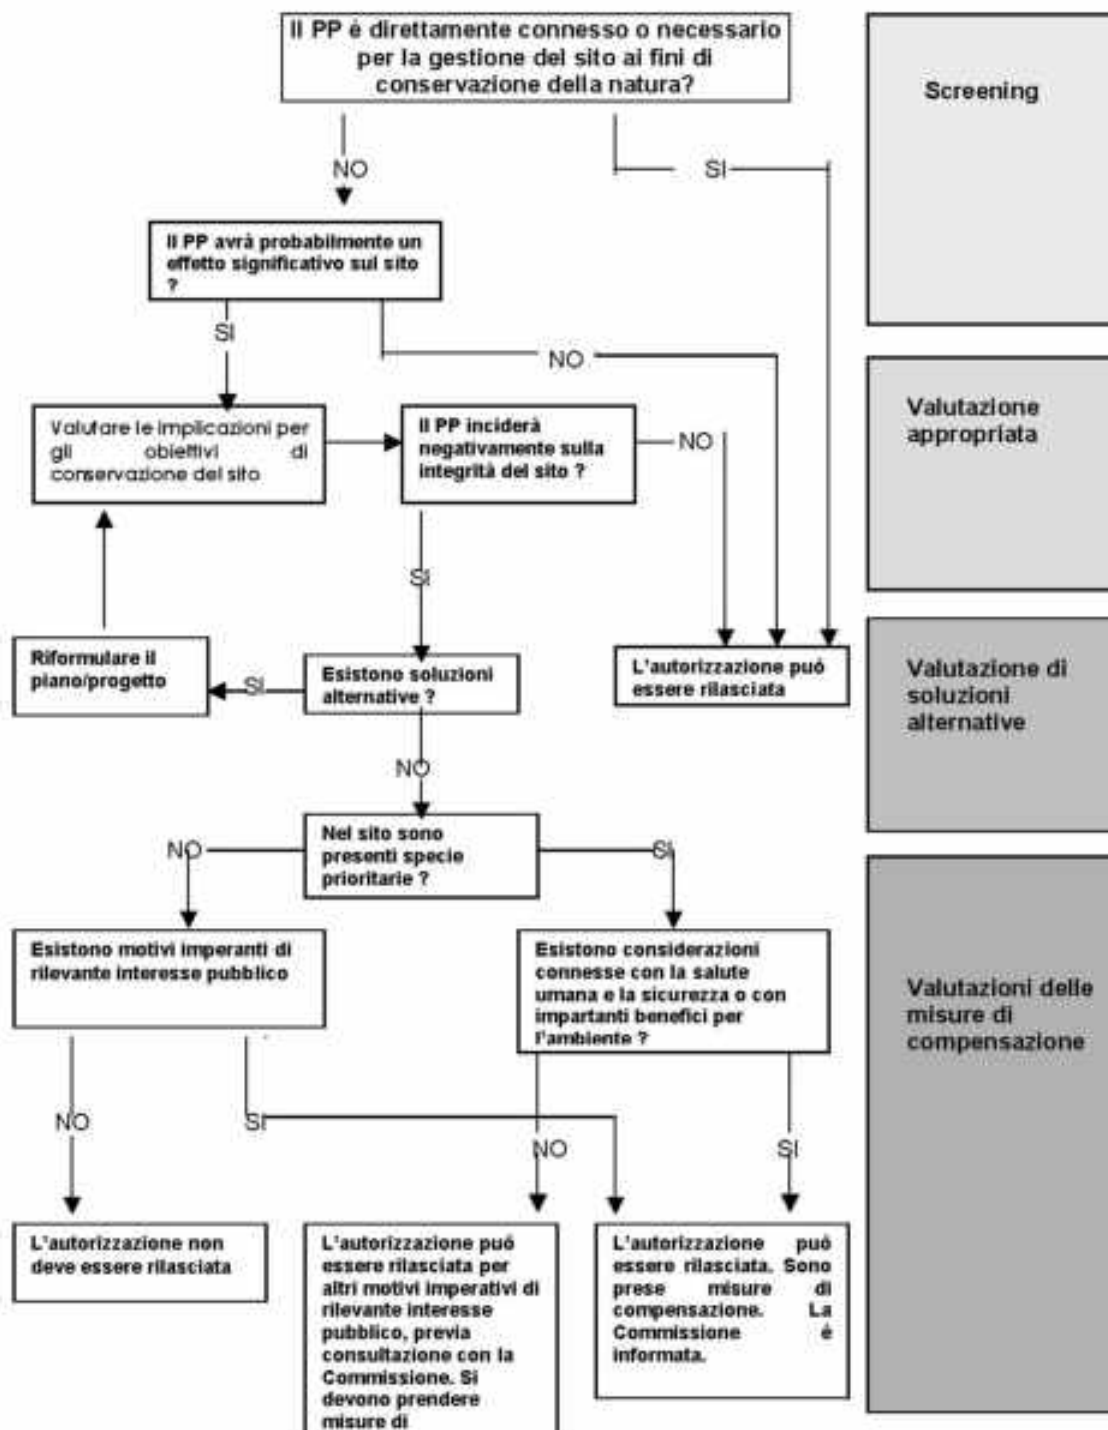 Il PP é direttamente connesso o necessario
per la gestione del sito ai fini di
conservazione della natura?
Screening
NO
SI
Il PP avrà probabilmente un
effetto significativo sul sito
?
SI
NO
Valutare le implicazioni per
gli obiettivi di
conservazione del sito
Il PP inciderà
negativamente sulla
integrità del sito ?
NO
Valutazione
appropriata
SI
Riformulare il
piano/progetto
SI
Esistono soluzioni
alternative ?
L'autorizzazione puó
essere rilasciata
Valutazione di
soluzioni
alternative
NO
Nel sito sono
presenti specie
prioritarie ?
NO
SI
Esistono motivi imperanti di
rilevante interesse pubblico
Esistono considerazioni
connesse con la salute
umana e la sicurezza o con
impartanti benefici per
l'ambiente ?
Valutazioni delle
misure di
compensazione
NO
SI
NO
SI
L'autorizzazione non
deve essere rilasciata
L'autorizzazione puó
essere rilasciata per
altri motivi imperativi di
rilevante interesse
pubblico, previa
consultazione con la
Commissione. Si
devono prendere
misure di
L'autorizzazione puó
essere rilasciata. Sono
prese misure di
compensazione. La
Commissione é
informata.